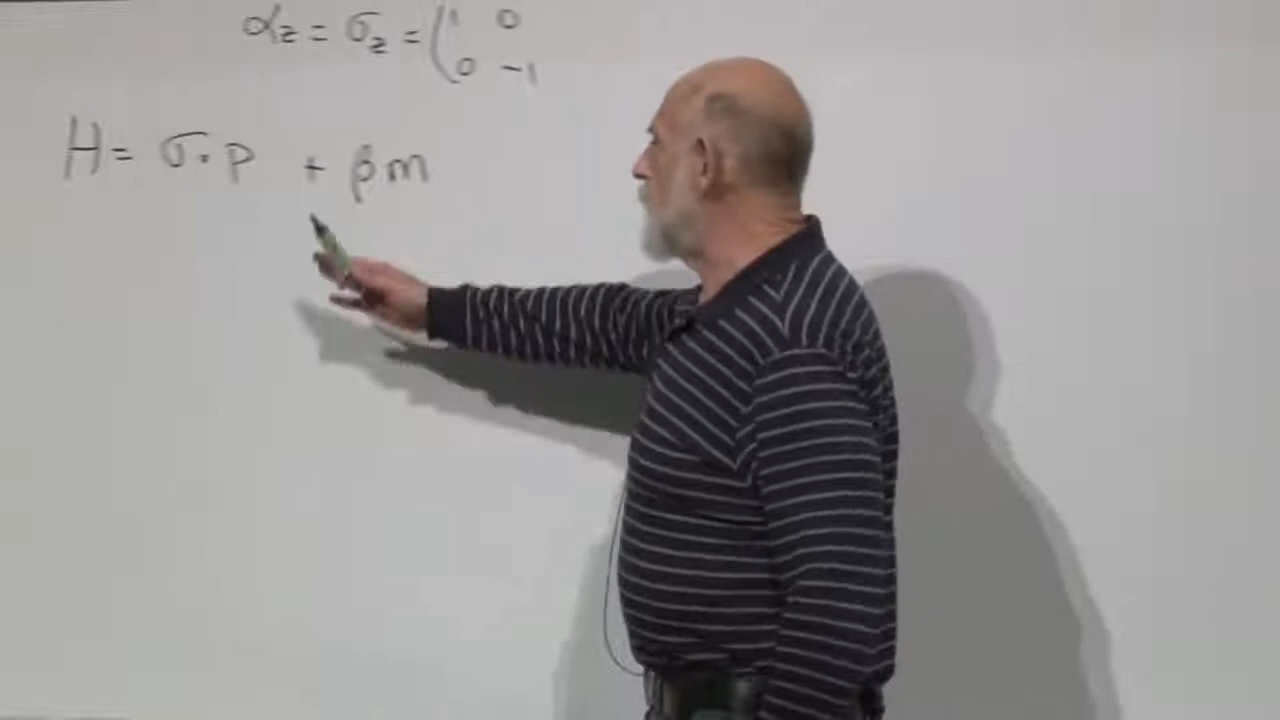 αz = σz = (1 0
0 -1
H = σ·p + βm